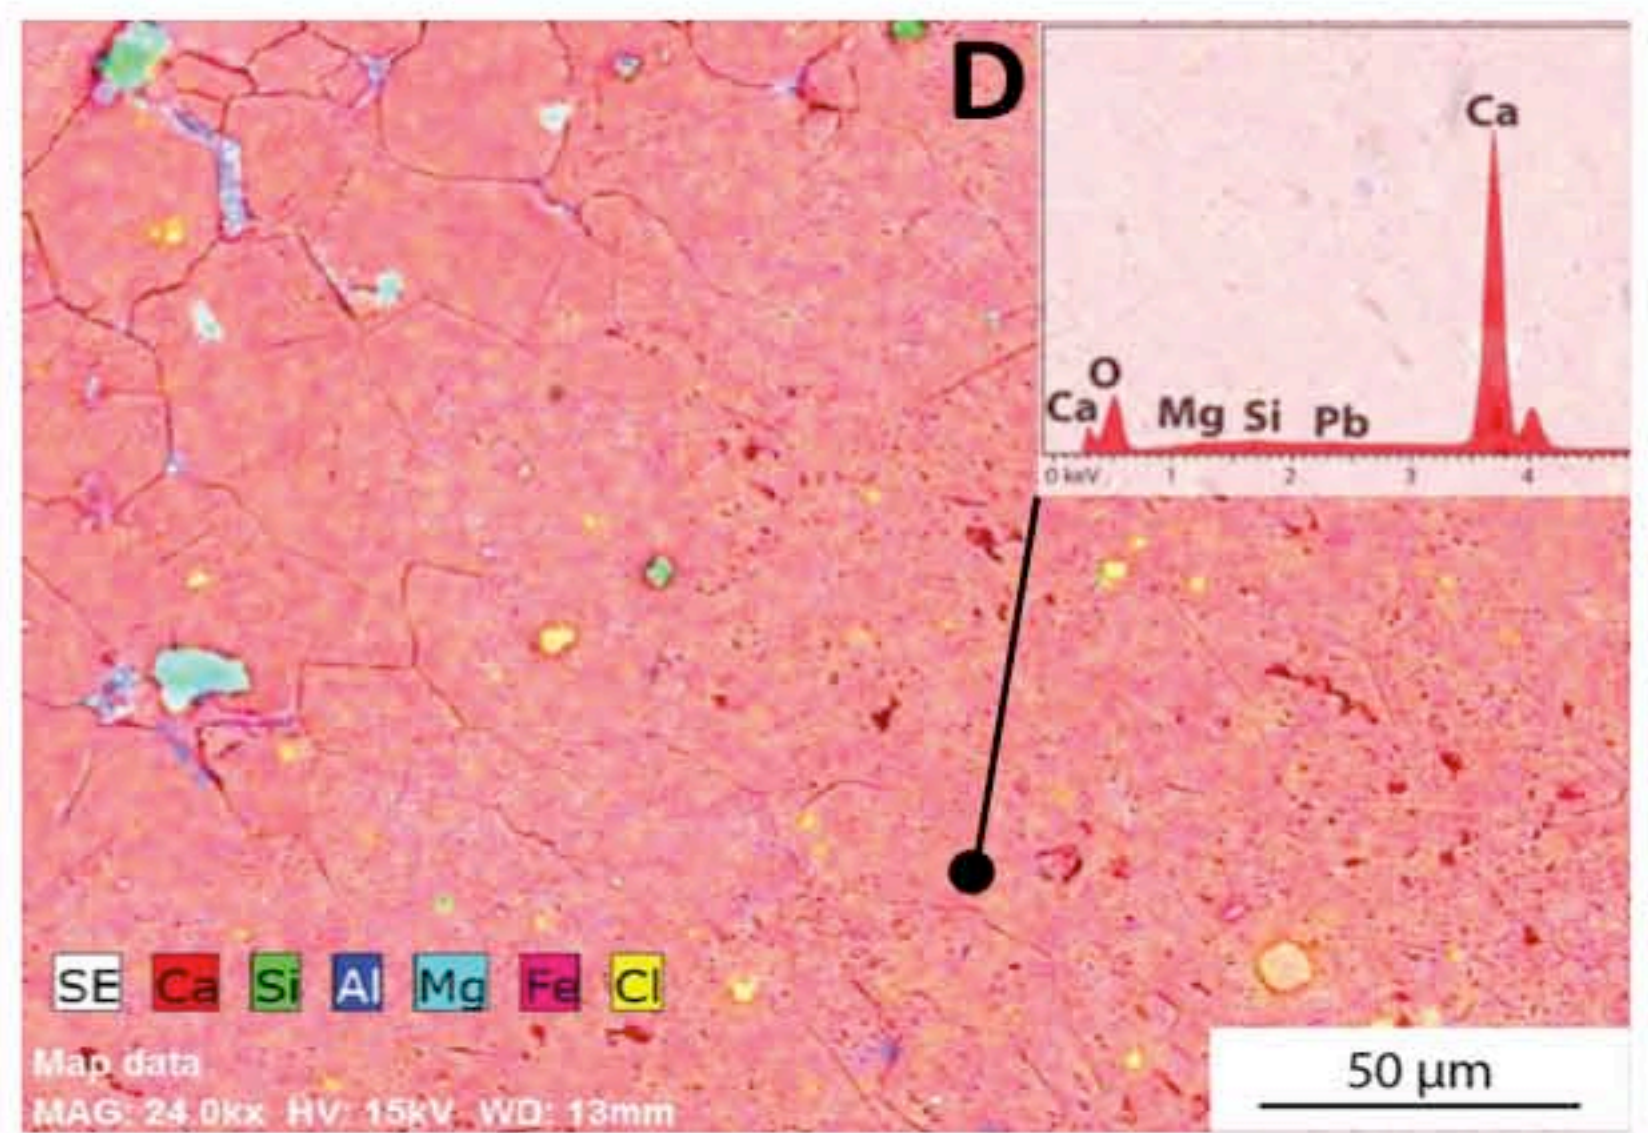 D
Ca
O
Ca Mg Si Pb
0 keV 1 2 3 4
SE Ca Si Al Mg Fe Cl
Map data
MAG: 24.0kx HV: 15kV WD: 13mm
50 µm